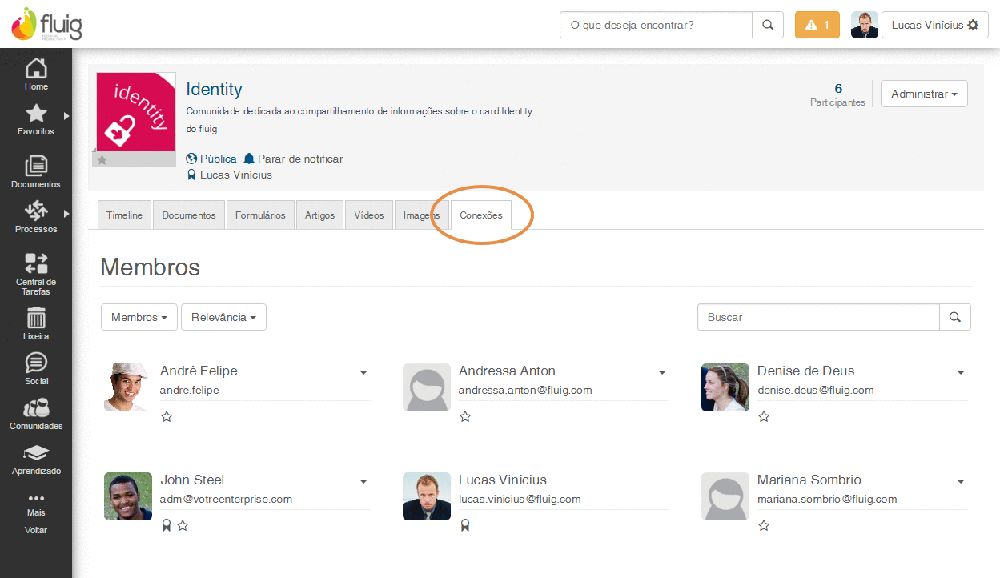 fluig
O que deseja encontrar?
1
Lucas Vinícius
Home
Favoritos
Documentos
Processos
Central de
Tarefas
Lixeira
Social
Comunidades
Aprendizado
Mais
Voltar
identity
Identity
Comunidade dedicada ao compartilhamento de informações sobre o card Identity
do fluig
Pública Parar de notificar
Lucas Vinícius
6
Participantes
Administrar
Timeline Documentos Formulários Artigos Vídeos Imagens Conexões
Membros
Membros Relevância Buscar
André Felipe
andre.felipe
Andressa Anton
andressa.anton@fluig.com
Denise de Deus
denise.deus@fluig.com
John Steel
adm@votreenterprise.com
Lucas Vinícius
lucas.vinicius@fluig.com
Mariana Sombrio
mariana.sombrio@fluig.com